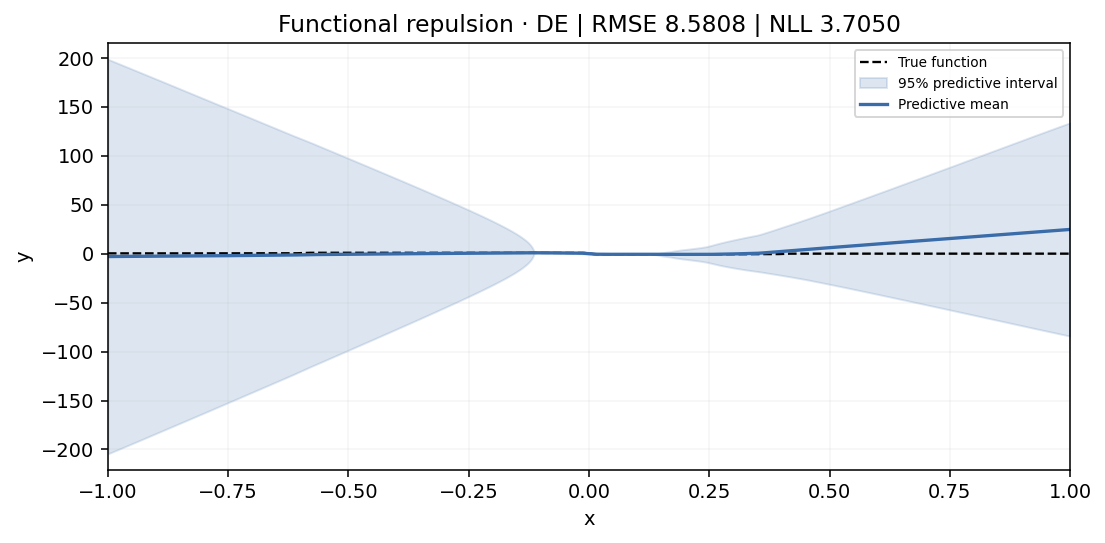 Functional repulsion · DE | RMSE 8.5808 | NLL 3.7050
True function
95% predictive interval
Predictive mean
200
150
100
50
0
−50
−100
−150
−200
y
−1.00 −0.75 −0.50 −0.25 0.00 0.25 0.50 0.75 1.00
x